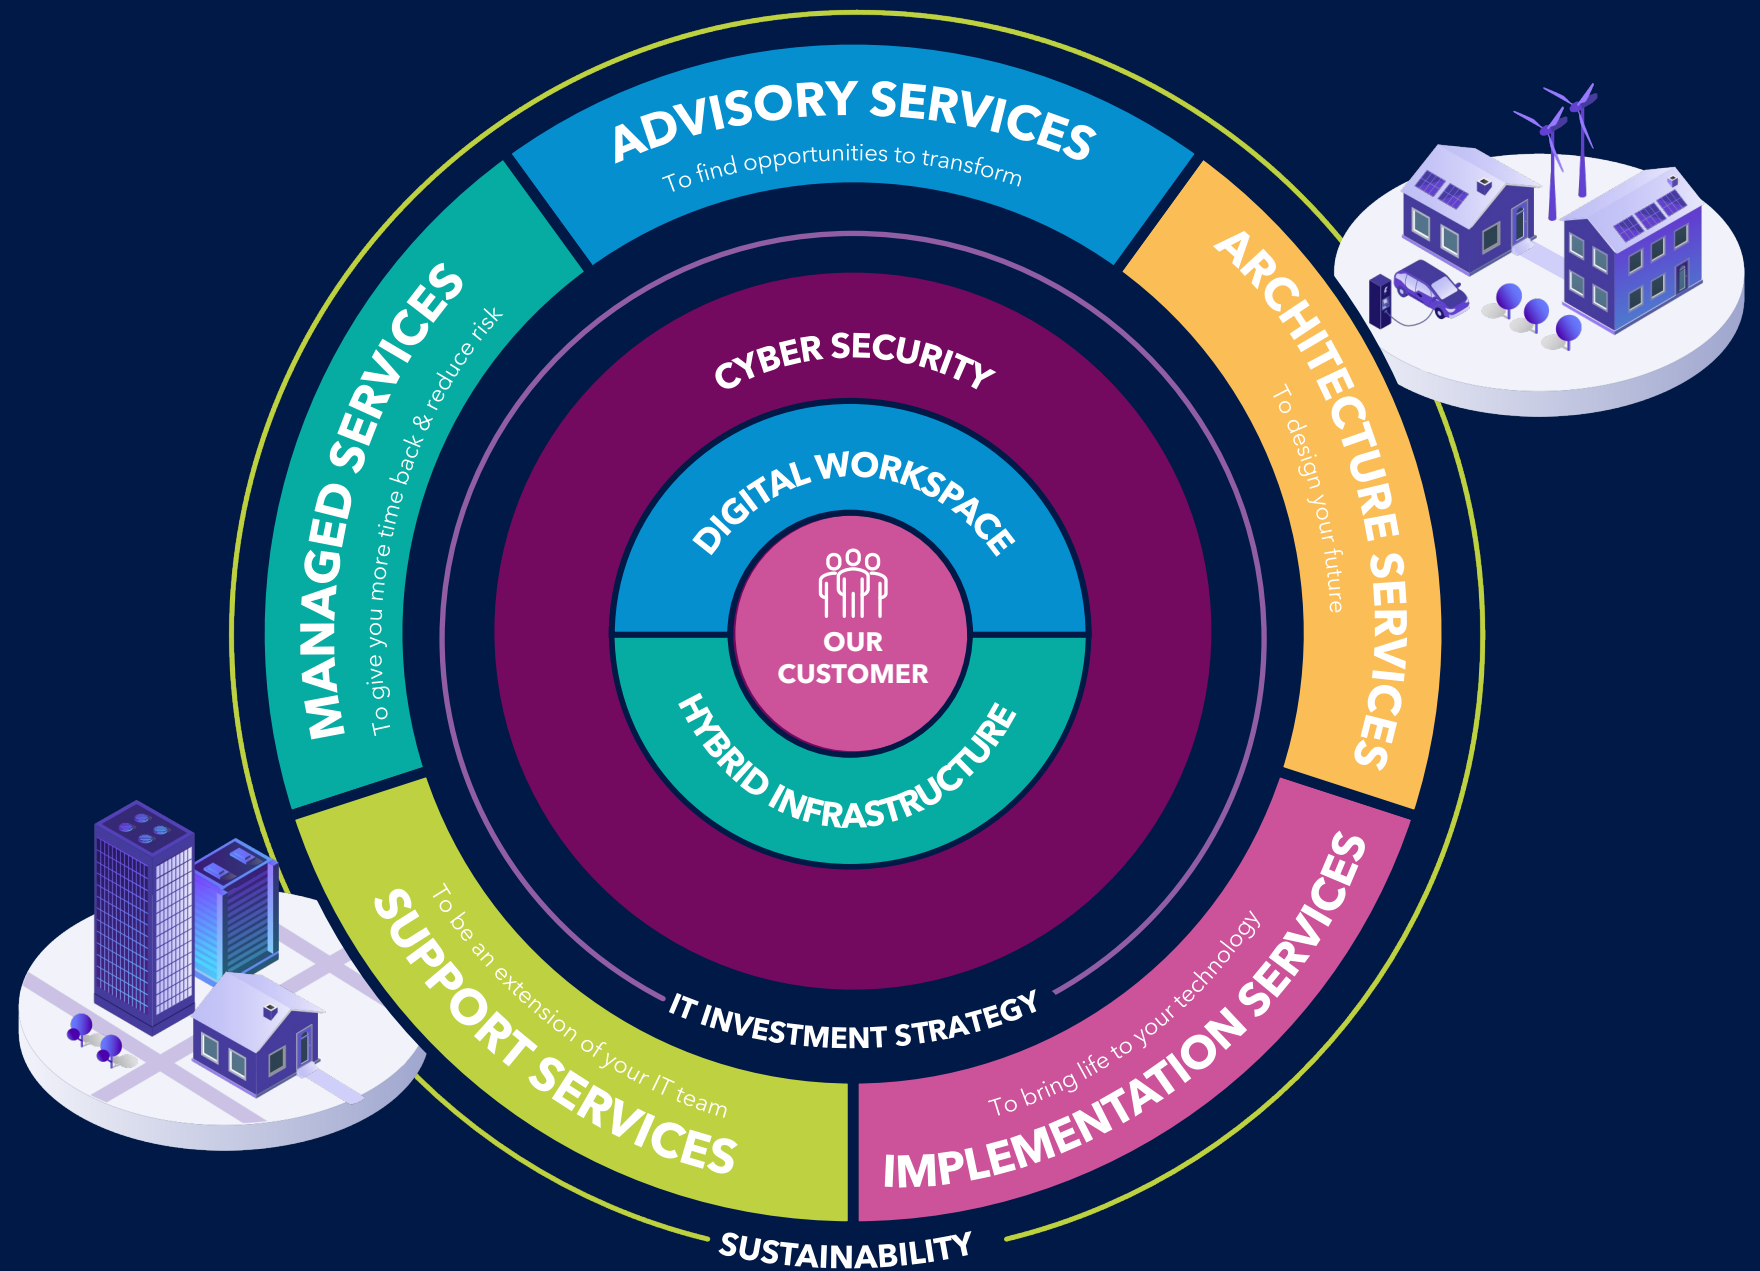 ADVISORY SERVICES
To find opportunities to transform
ARCHITECTURE SERVICES
To design your future
IMPLEMENTATION SERVICES
To bring life to your technology
SUPPORT SERVICES
To be an extension of your IT team
MANAGED SERVICES
To give you more time back & reduce risk
CYBER SECURITY
DIGITAL WORKSPACE
OUR
CUSTOMER
HYBRID INFRASTRUCTURE
IT INVESTMENT STRATEGY
SUSTAINABILITY